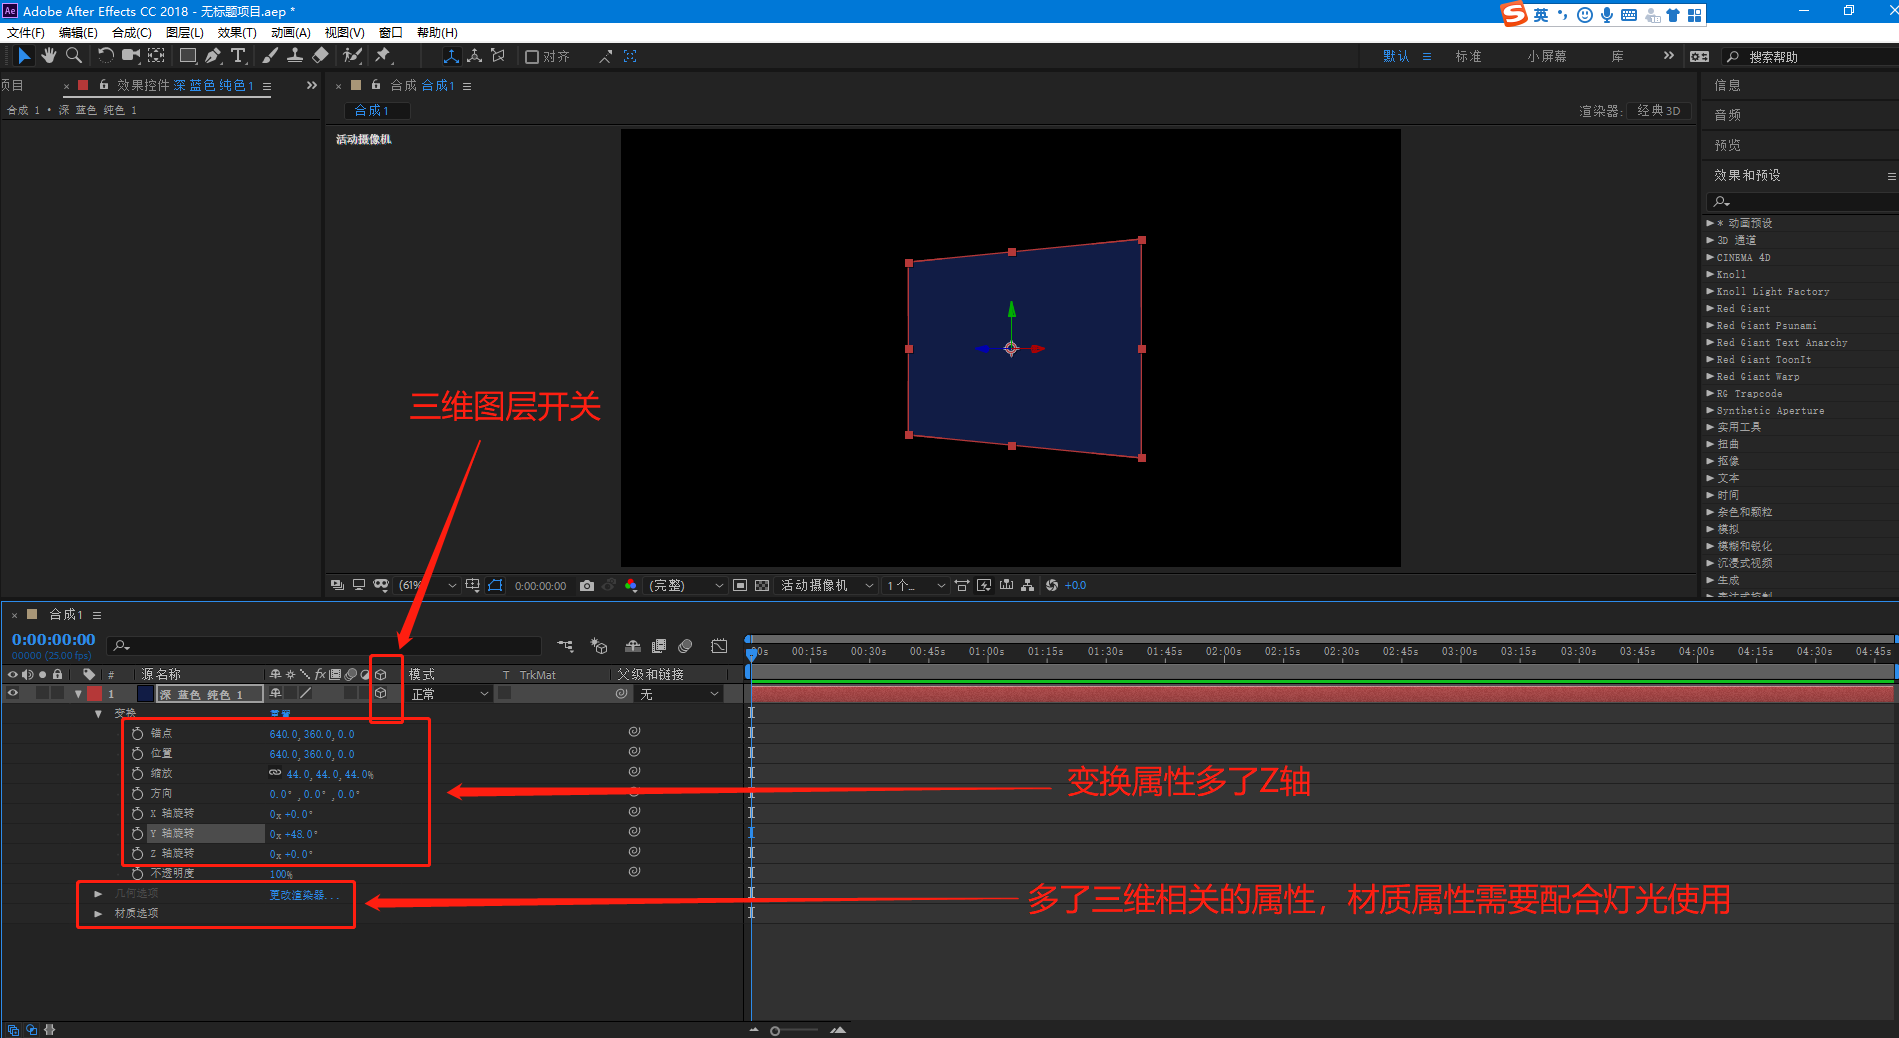 Ae Adobe After Effects CC 2018 - 无标题项目.aep *
英
文件(F) 编辑(E) 合成(C) 图层(L) 效果(T) 动画(A) 视图(V) 窗口 帮助(H)
对齐
默认 标准 小屏幕 库 搜索帮助
项目 效果控件 深 蓝色 纯色 1
合成 1 • 深 蓝色 纯色 1
合成 合成1
合成1
渲染器: 经典 3D
活动摄像机
信息
音频
预览
效果和预设
* 动画预设
3D 通道
CINEMA 4D
Knoll
Knoll Light Factory
Red Giant
Red Giant Psunami
Red Giant Text Anarchy
Red Giant ToonIt
Red Giant Warp
RG Trapcode
Synthetic Aperture
实用工具
扭曲
抠像
文本
时间
杂色和颗粒
模拟
模糊和锐化
沉浸式视频
生成
表达式控制
三维图层开关
(61% 0:00:00:00 (完整) 活动摄像机 1个... +0.0
合成1
0:00:00:00
00000 (25.00 fps)
00s 00:15s 00:30s 00:45s 01:00s 01:15s 01:30s 01:45s 02:00s 02:15s 02:30s 02:45s 03:00s 03:15s 03:30s 03:45s 04:00s 04:15s 04:30s 04:45s
# 源名称 fx 模式 T TrkMat 父级和链接
1 深 蓝色 纯色 1 正常 无
变换 重置
锚点 640.0,360.0,0.0
位置 640.0,360.0,0.0
缩放 44.0,44.0,44.0%
方向 0.0°,0.0°,0.0°
X 轴旋转 0x+0.0°
Y 轴旋转 0x+48.0°
Z 轴旋转 0x+0.0°
不透明度 100%
几何选项 更改渲染器...
材质选项
变换属性多了Z轴
多了三维相关的属性，材质属性需要配合灯光使用